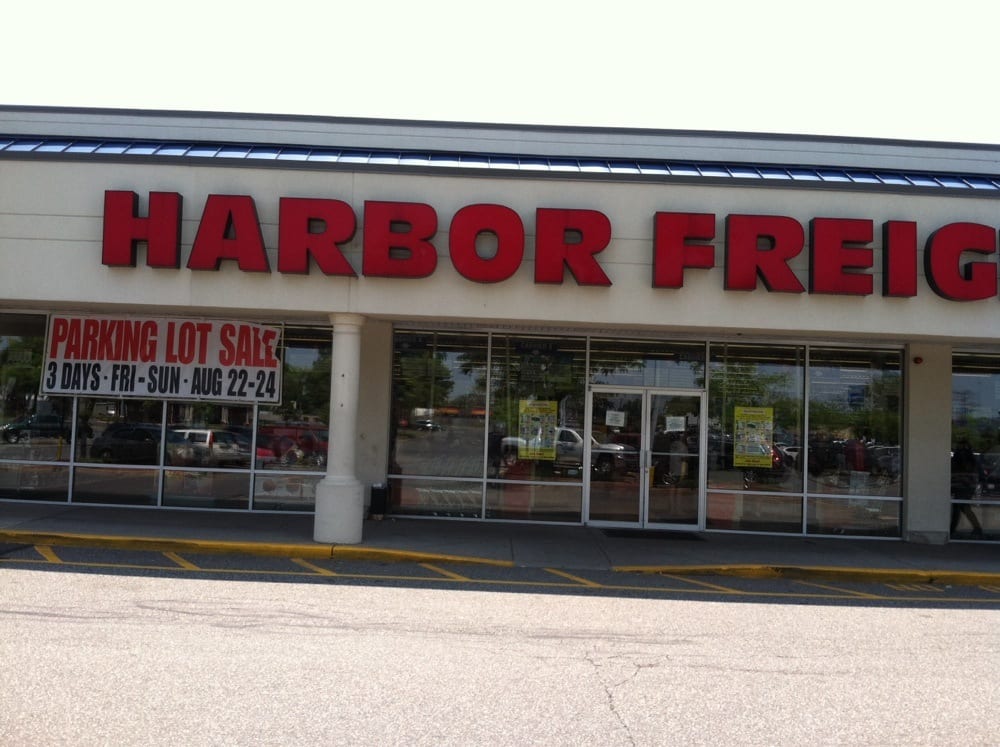 HARBOR FREIG
PARKING LOT SALE
3 DAYS · FRI - SUN · AUG 22-24